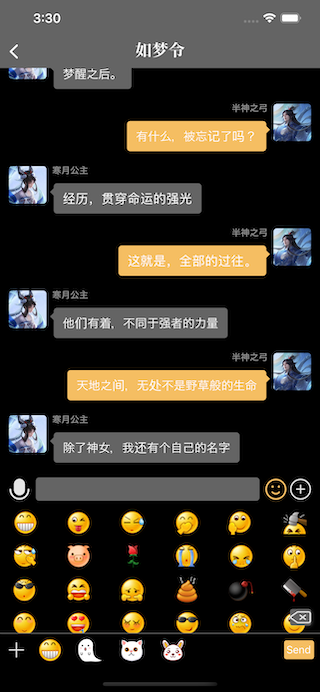 3:30
如梦令
梦醒之后。
半神之弓
有什么，被忘记了吗？
寒月公主
经历，贯穿命运的强光
半神之弓
这就是，全部的过往。
寒月公主
他们有着，不同于强者的力量
半神之弓
天地之间，无处不是野草般的生命
寒月公主
除了神女，我还有个自己的名字
Send